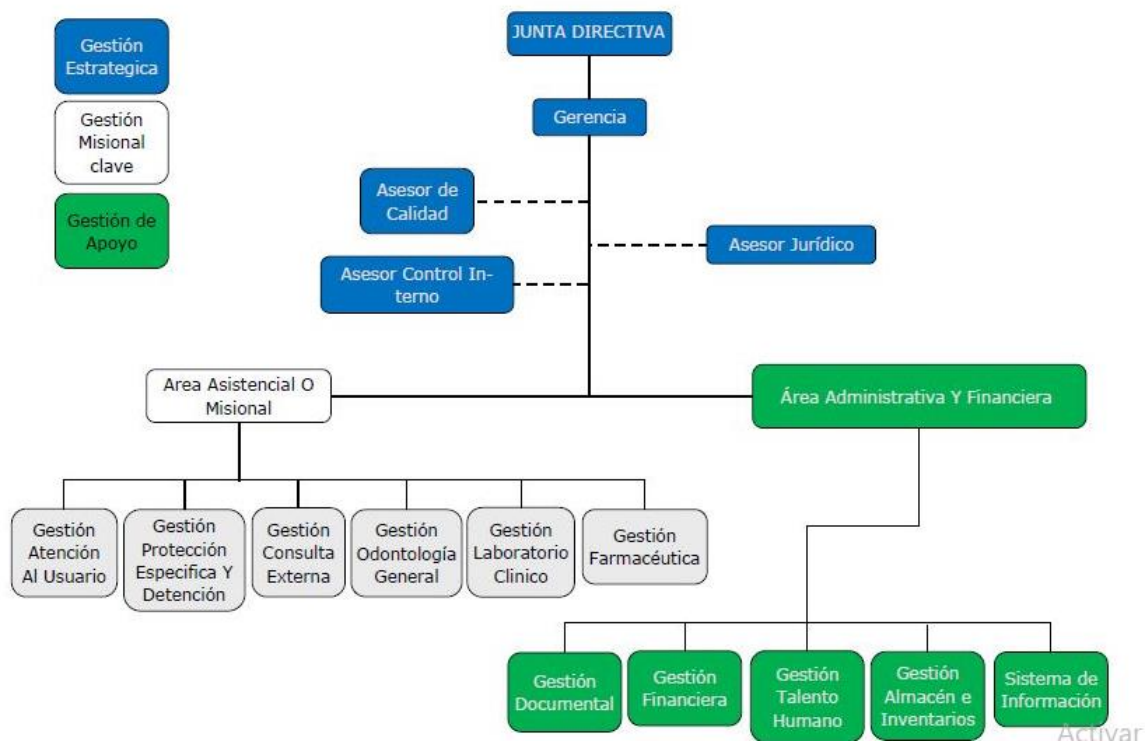 Gestión
Estrategica
Gestión
Misional
clave
Gestión de
Apoyo
JUNTA DIRECTIVA
Gerencia
Asesor de
Calidad
Asesor Jurídico
Asesor Control In-
terno
Area Asistencial O
Misional
Área Administrativa Y Financiera
Gestión
Atención
Al Usuario
Gestión
Protección
Especifica Y
Detención
Gestión
Consulta
Externa
Gestión
Odontología
General
Gestión
Laboratorio
Clinico
Gestión
Farmacéutica
Gestión
Documental
Gestión
Financiera
Gestión
Talento
Humano
Gestión
Almacén e
Inventarios
Sistema de
Información
Activar